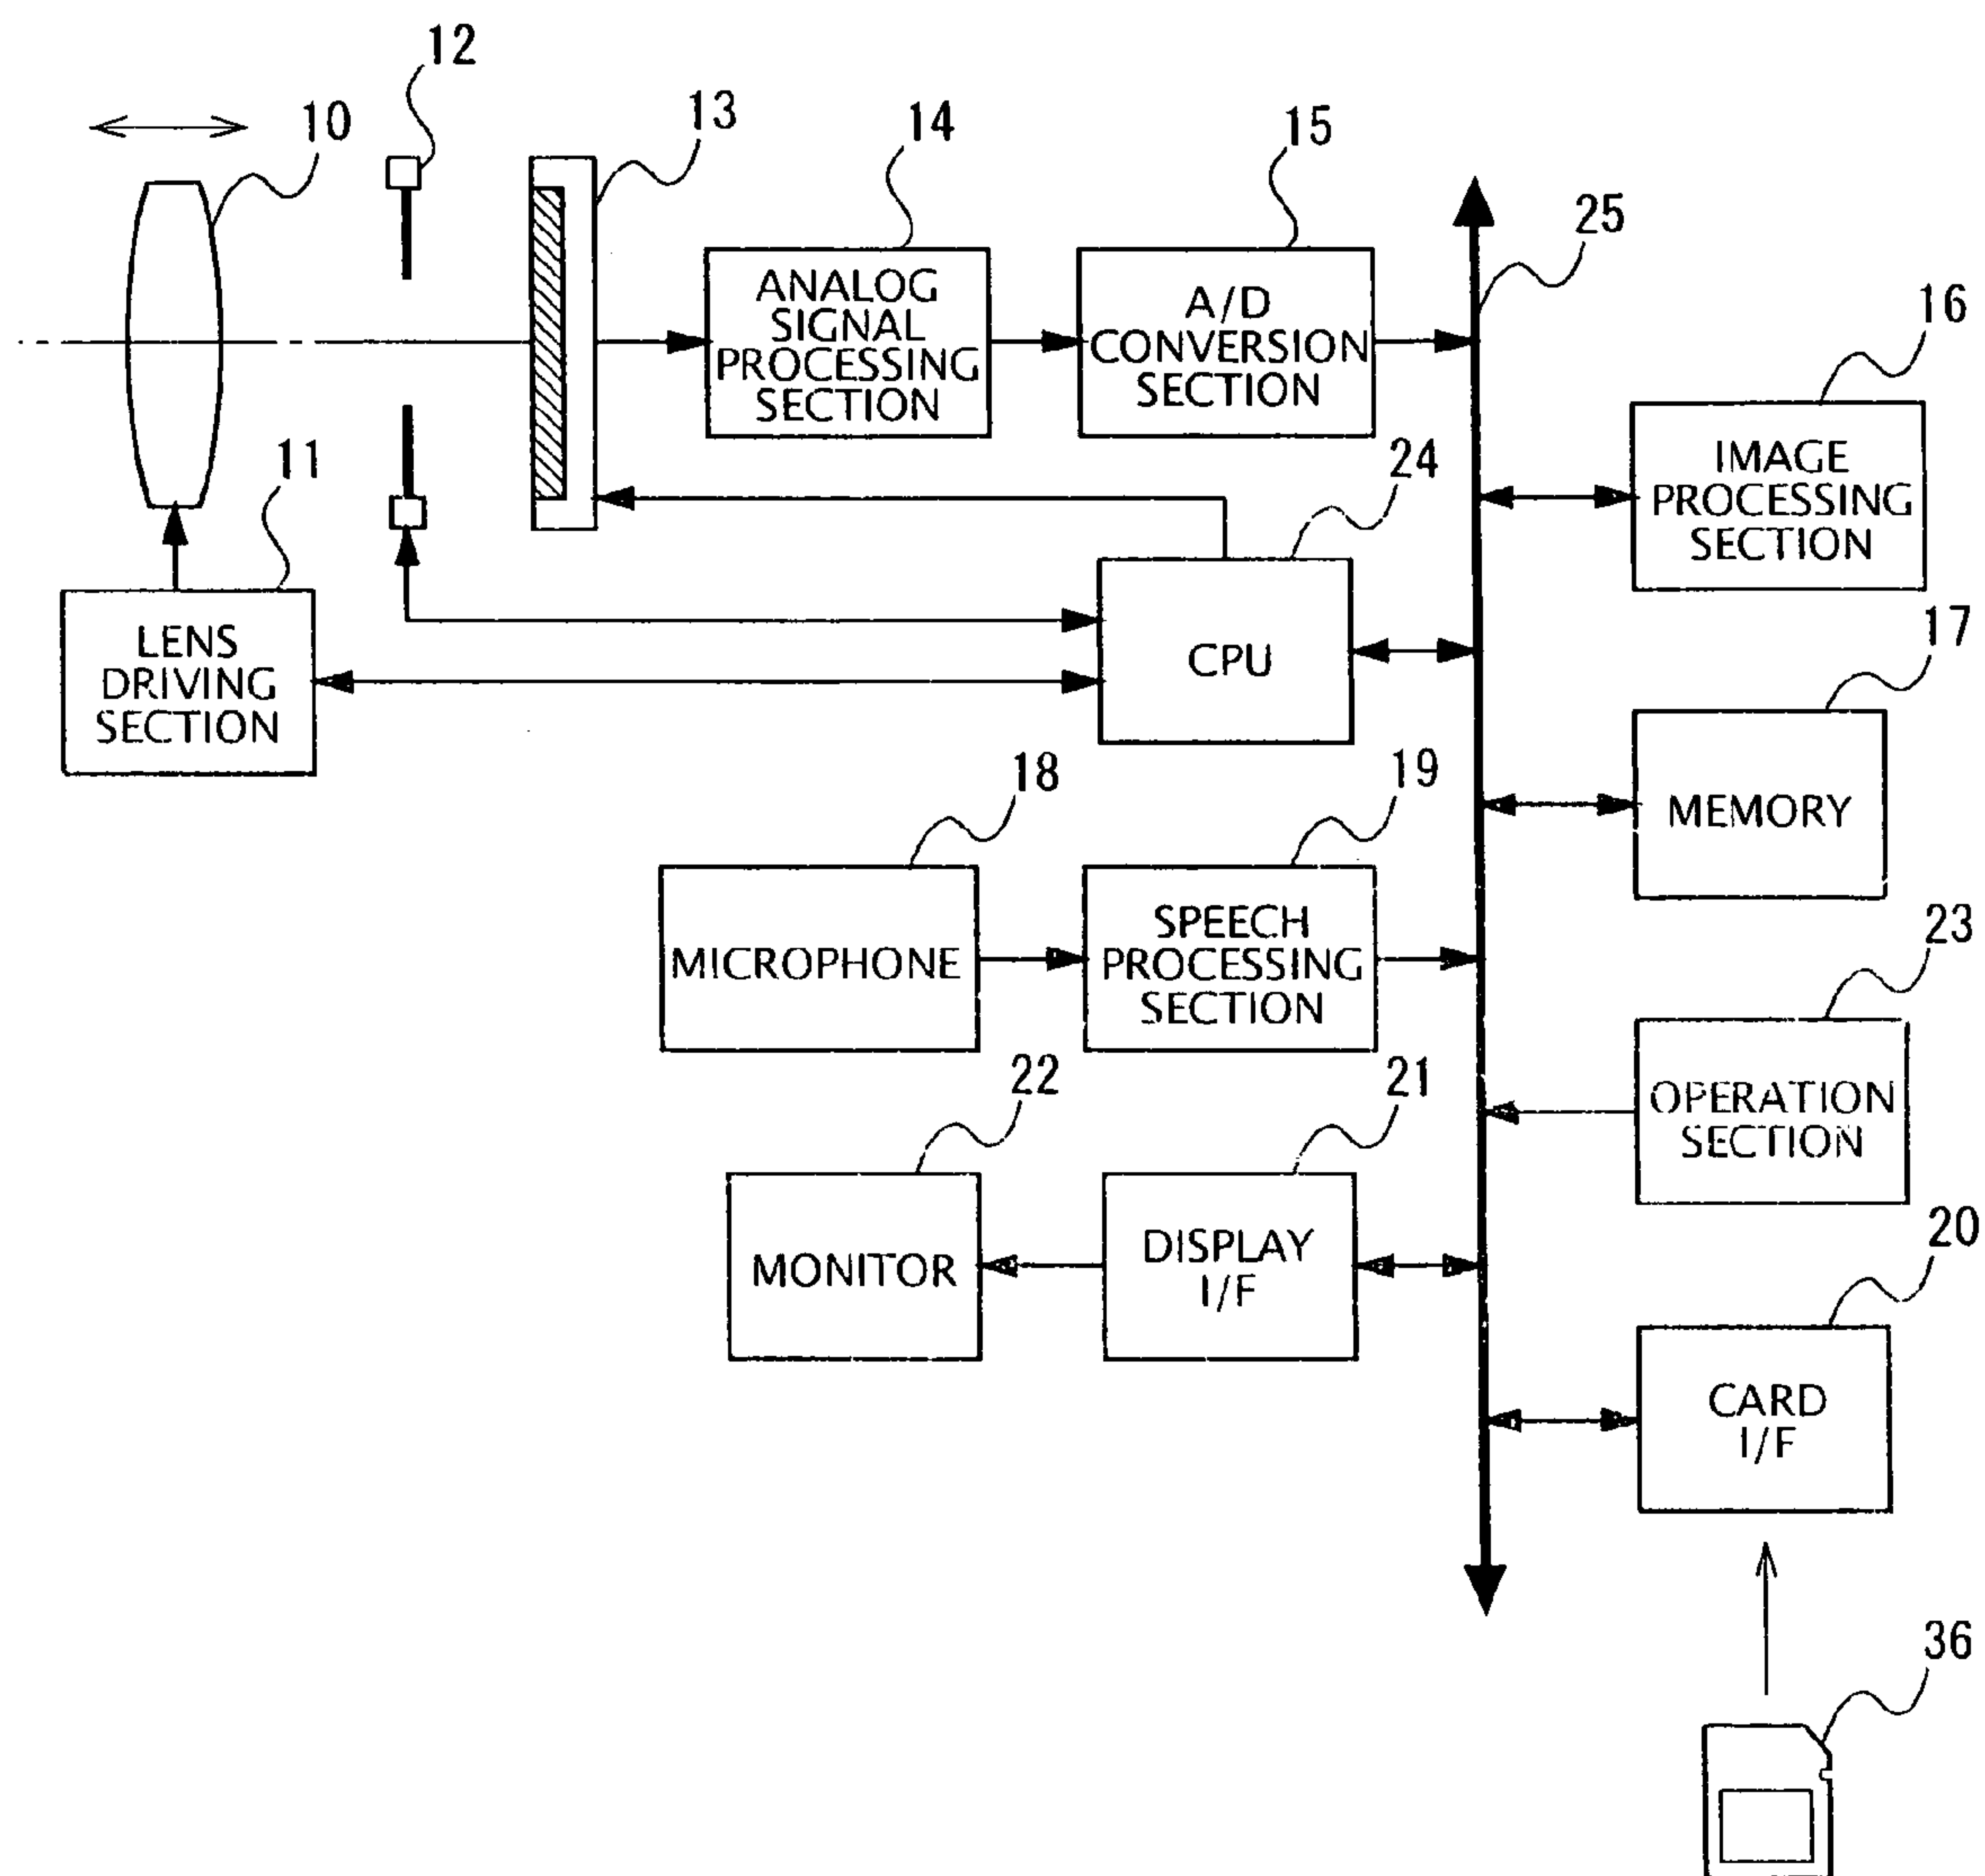 12
10
13
14
15
25
ANALOG
SIGNAL
PROCESSING
SECTION
A/D
CONVERSION
SECTION
16
IMAGE
PROCESSING
SECTION
11
24
LENS
DRIVING
SECTION
CPU
17
MEMORY
18
19
MICROPHONE
SPEECH
PROCESSING
SECTION
23
OPERATION
SECTION
22
21
MONITOR
DISPLAY
I/F
20
CARD
I/F
36